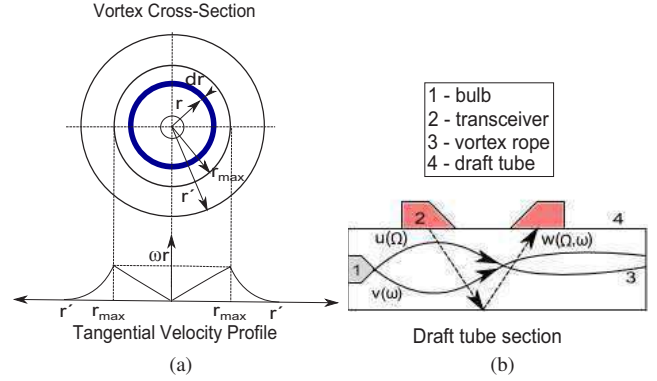 Vortex Cross-Section
dr
r
r_max
r′
ωr
r′ r_max r_max r′
Tangential Velocity Profile
(a)
1 - bulb
2 - transceiver
3 - vortex rope
4 - draft tube
2
4
u(Ω)
w(Ω,ω)
1
3
v(ω)
Draft tube section
(b)